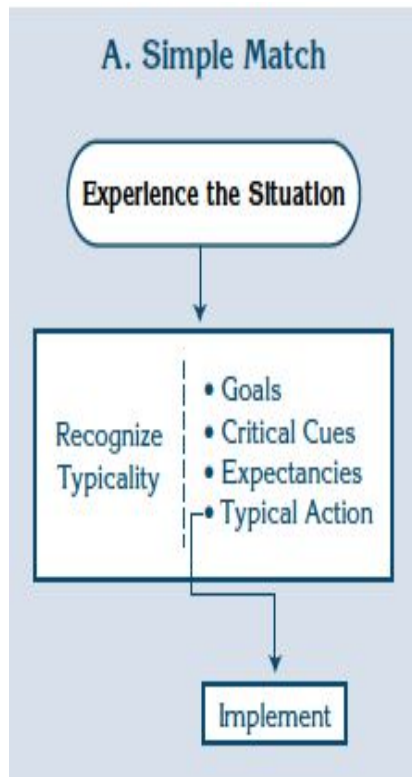 A. Simple Match
Experience the Situation
Recognize
Typicality
• Goals
• Critical Cues
• Expectancies
• Typical Action
Implement